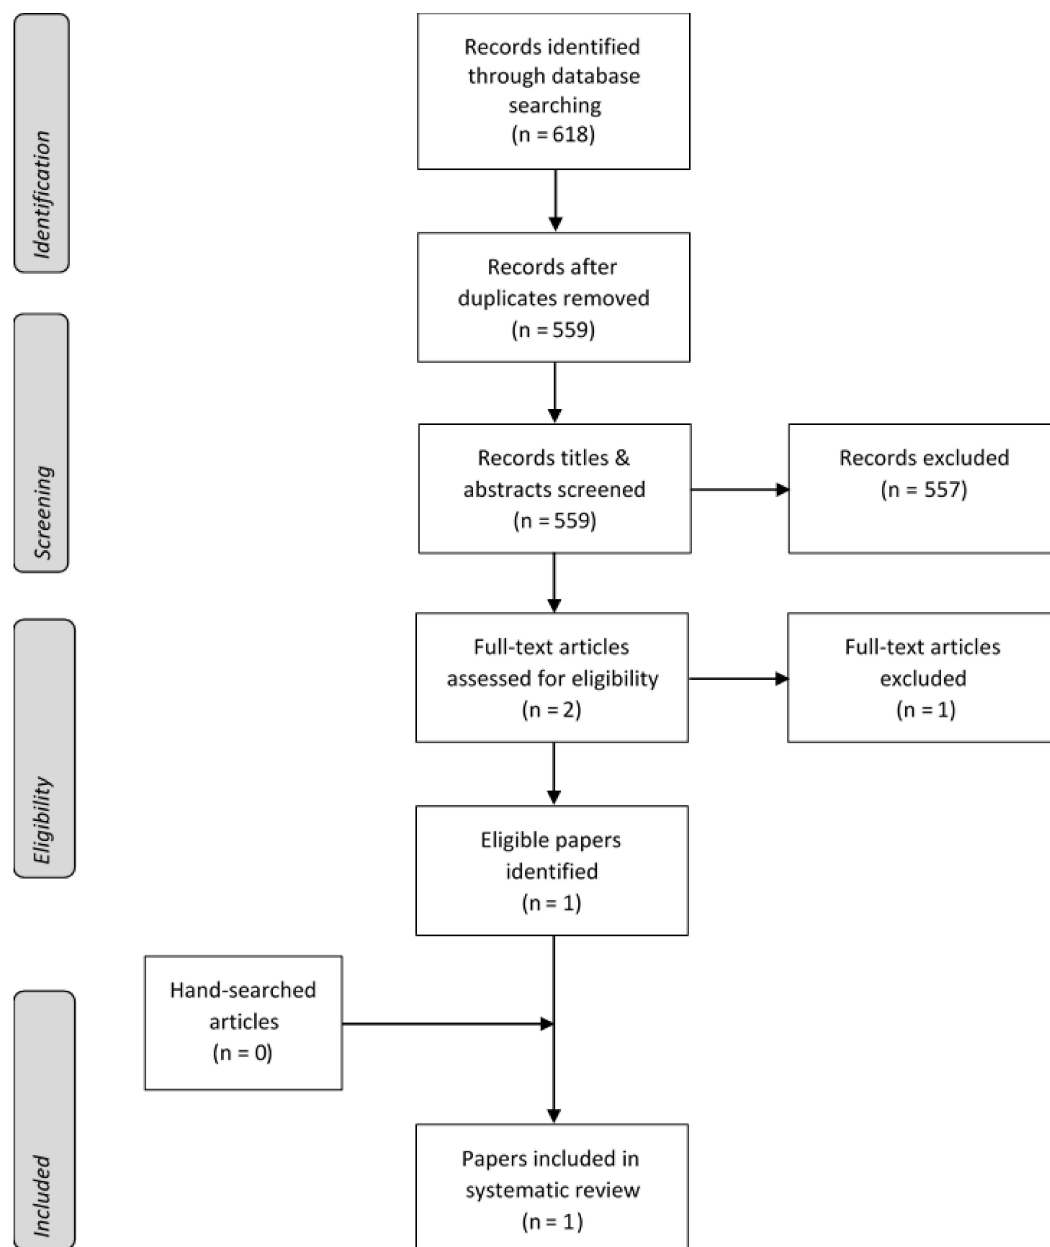 Identification
Records identified
through database
searching
(n = 618)
Records after
duplicates removed
(n = 559)
Screening
Records titles &
abstracts screened
(n = 559)
Records excluded
(n = 557)
Eligibility
Full-text articles
assessed for eligibility
(n = 2)
Full-text articles
excluded
(n = 1)
Eligible papers
identified
(n = 1)
Included
Hand-searched
articles
(n = 0)
Papers included in
systematic review
(n = 1)